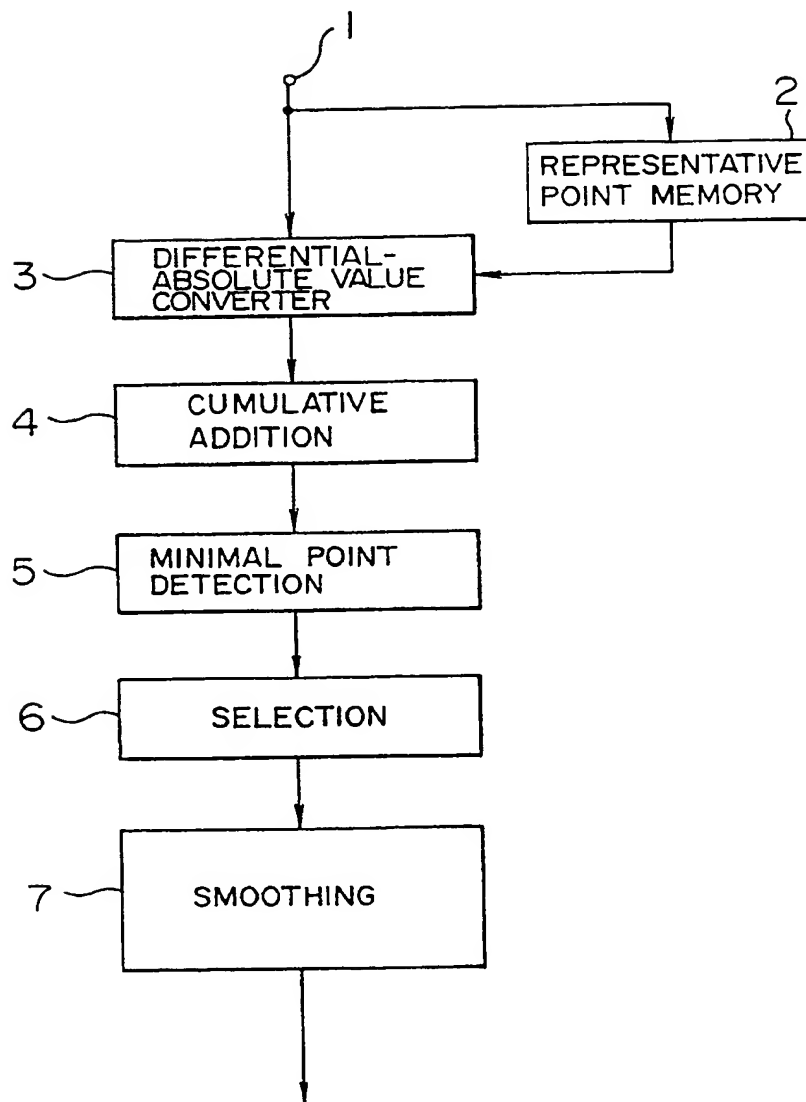 1
2
REPRESENTATIVE
POINT MEMORY
3
DIFFERENTIAL-
ABSOLUTE VALUE
CONVERTER
4
CUMULATIVE
ADDITION
5
MINIMAL POINT
DETECTION
6
SELECTION
7
SMOOTHING